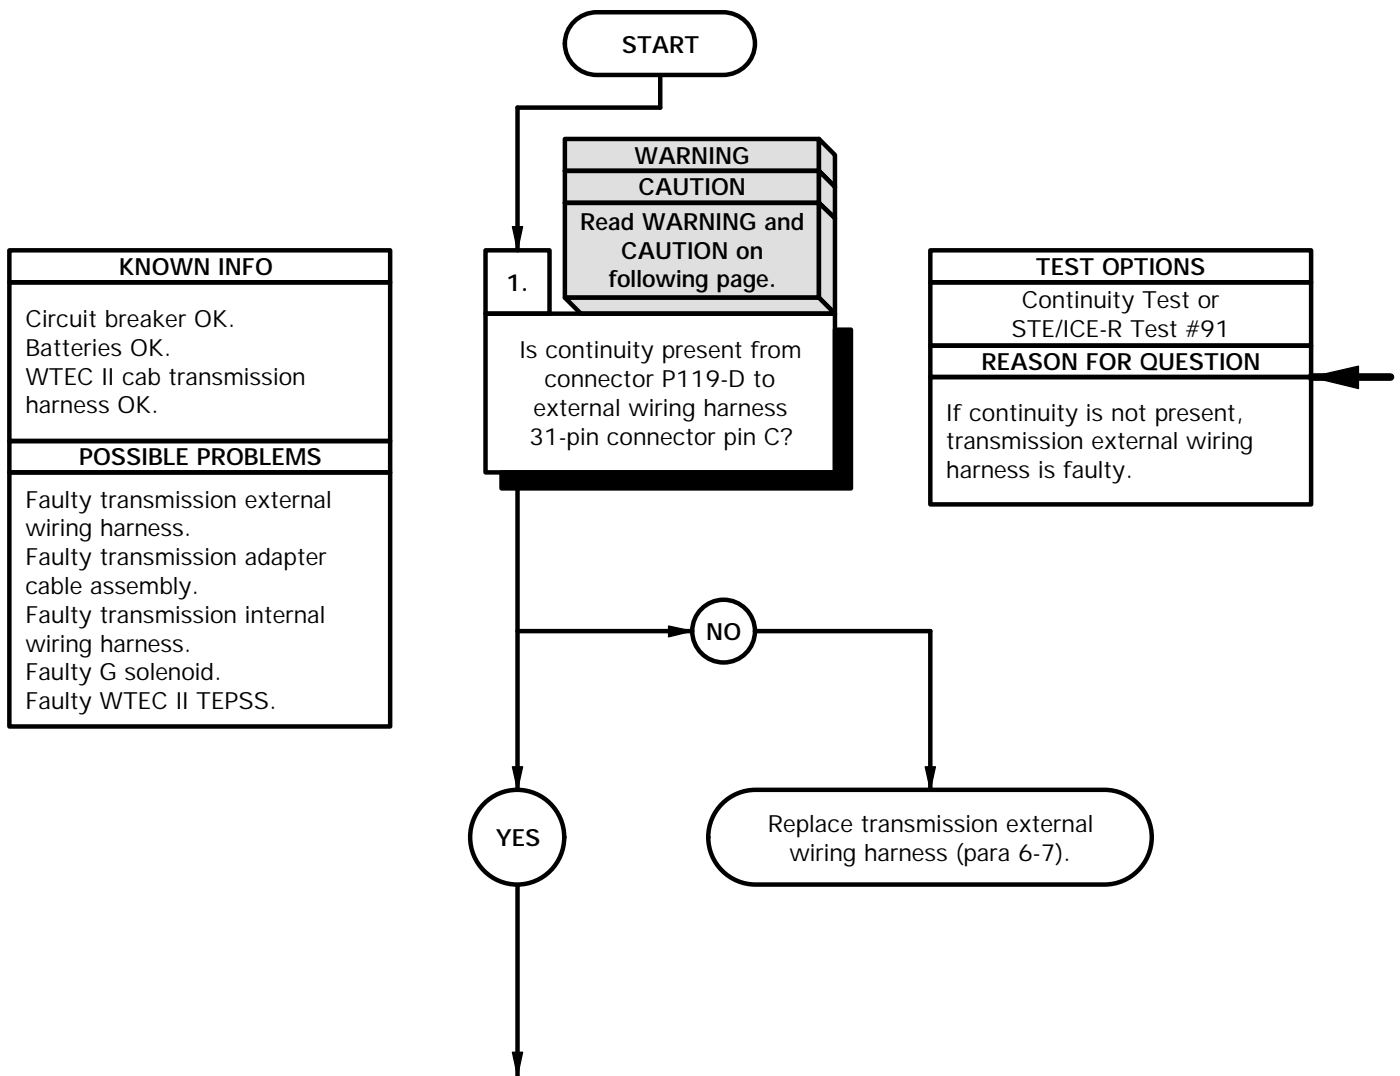 START
WARNING
CAUTION
Read WARNING and
CAUTION on
following page.
KNOWN INFO
Circuit breaker OK.
Batteries OK.
WTEC II cab transmission
harness OK.
POSSIBLE PROBLEMS
Faulty transmission external
wiring harness.
Faulty transmission adapter
cable assembly.
Faulty transmission internal
wiring harness.
Faulty G solenoid.
Faulty WTEC II TEPSS.
1.
Is continuity present from
connector P119-D to
external wiring harness
31-pin connector pin C?
TEST OPTIONS
Continuity Test or
STE/ICE-R Test #91
REASON FOR QUESTION
If continuity is not present,
transmission external wiring
harness is faulty.
NO
YES
Replace transmission external
wiring harness (para 6-7).